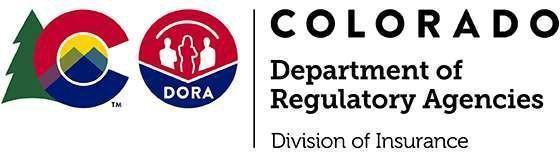 TM
DORA
COLORADO
Department of
Regulatory Agencies
Division of Insurance